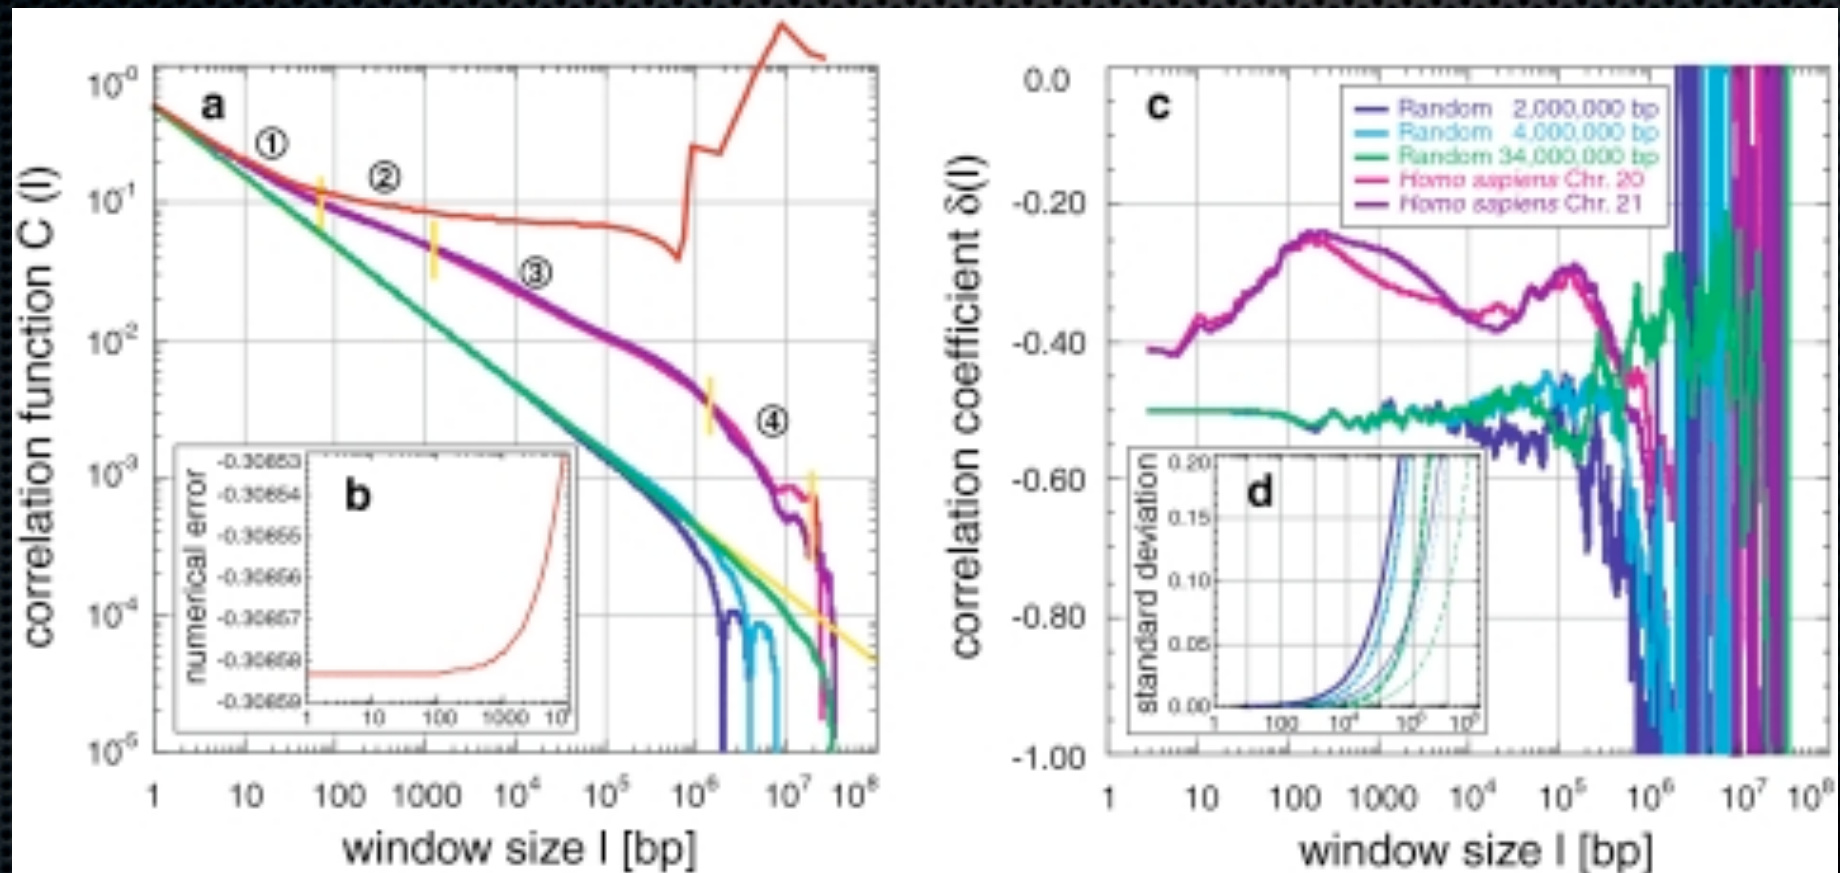 a
①
②
③
④
correlation function C (l)
10⁻⁰
10⁻¹
10⁻²
10⁻³
10⁻⁴
10⁻⁵
1 10 100 1000 10⁴ 10⁵ 10⁶ 10⁷ 10⁸
window size l [bp]
b
numerical error
-0.30653
-0.30654
-0.30655
-0.30656
-0.30657
-0.30658
-0.30659
1 10 100 1000
c
Random 2,000,000 bp
Random 4,000,000 bp
Random 34,000,000 bp
Homo sapiens Chr. 20
Homo sapiens Chr. 21
correlation coefficient δ(l)
0.0
-0.20
-0.40
-0.60
-0.80
-1.00
1 10 100 1000 10⁴ 10⁵ 10⁶ 10⁷ 10⁸
window size l [bp]
d
standard deviation
0.20
0.15
0.10
0.05
0.00
1 100 10⁴ 10⁶ 10⁸